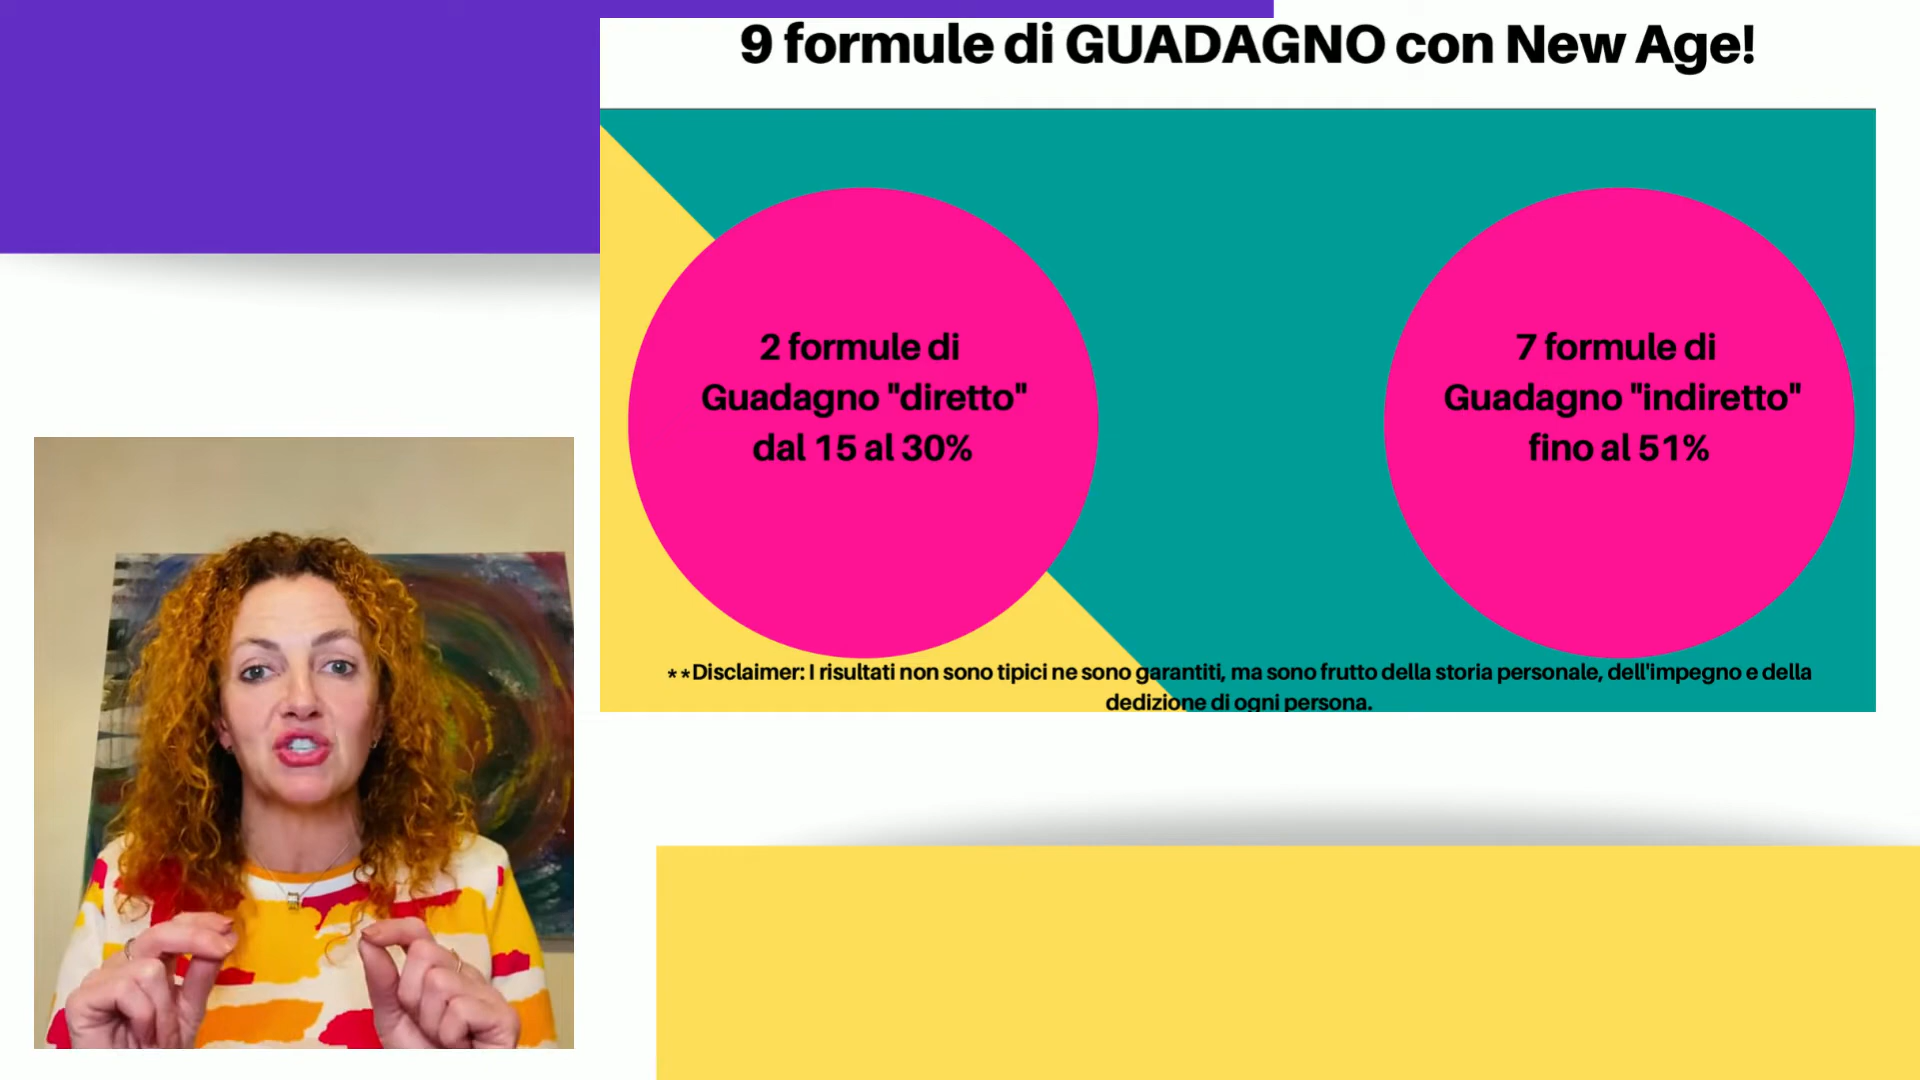 9 formule di GUADAGNO con New Age!
2 formule di
Guadagno "diretto"
dal 15 al 30%
7 formule di
Guadagno "indiretto"
fino al 51%
**Disclaimer: I risultati non sono tipici ne sono garantiti, ma sono frutto della storia personale, dell'impegno e della
dedizione di ogni persona.